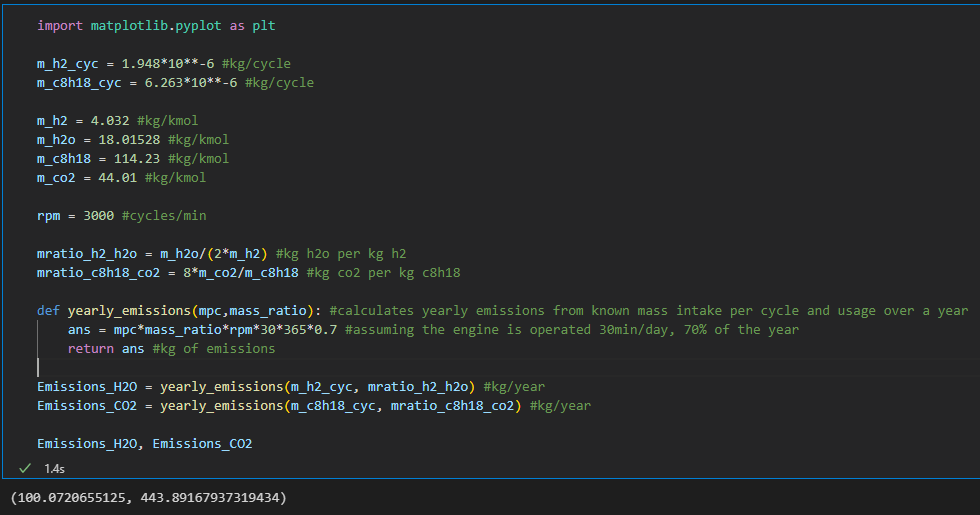 import matplotlib.pyplot as plt
m_h2_cyc = 1.948*10**-6 #kg/cycle
m_c8h18_cyc = 6.263*10**-6 #kg/cycle
m_h2 = 4.032 #kg/kmol
m_h2o = 18.01528 #kg/kmol
m_c8h18 = 114.23 #kg/kmol
m_co2 = 44.01 #kg/kmol
rpm = 3000 #cycles/min
mratio_h2_h2o = m_h2o/(2*m_h2) #kg h2o per kg h2
mratio_c8h18_co2 = 8*m_co2/m_c8h18 #kg co2 per kg c8h18
def yearly_emissions(mpc,mass_ratio): #calculates yearly emissions from known mass intake per cycle and usage over a year
    ans = mpc*mass_ratio*rpm*30*365*0.7 #assuming the engine is operated 30min/day, 70% of the year
    return ans #kg of emissions
Emissions_H2O = yearly_emissions(m_h2_cyc, mratio_h2_h2o) #kg/year
Emissions_CO2 = yearly_emissions(m_c8h18_cyc, mratio_c8h18_co2) #kg/year
Emissions_H2O, Emissions_CO2
✓ 1.4s
(100.0720655125, 443.89167937319434)